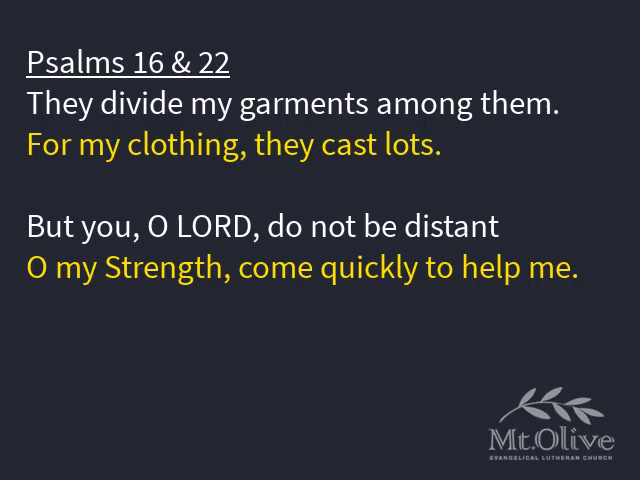 Psalms 16 & 22
They divide my garments among them.
For my clothing, they cast lots.
But you, O LORD, do not be distant
O my Strength, come quickly to help me.
Mt.Olive
EVANGELICAL LUTHERAN CHURCH